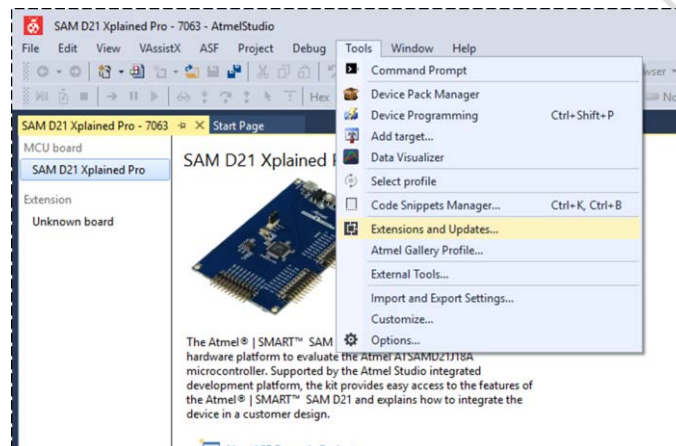 SAM D21 Xplained Pro - 7063 - AtmelStudio
File Edit View VAssistX ASF Project Debug Tools Window Help
Hex
SAM D21 Xplained Pro - 7063 Start Page
MCU board
SAM D21 Xplained Pro
Extension
Unknown board
SAM D21 Xplained
Command Prompt
Device Pack Manager
Device Programming Ctrl+Shift+P
Add target...
Data Visualizer
Select profile
Code Snippets Manager... Ctrl+K, Ctrl+B
Extensions and Updates...
Atmel Gallery Profile...
External Tools...
Import and Export Settings...
Customize...
Options...
The Atmel® | SMART™ SAM
hardware platform to evaluate the Atmel ATSAMD21J18A
microcontroller. Supported by the Atmel Studio integrated
development platform, the kit provides easy access to the features of
the Atmel® | SMART™ SAM D21 and explains how to integrate the
device in a customer design.